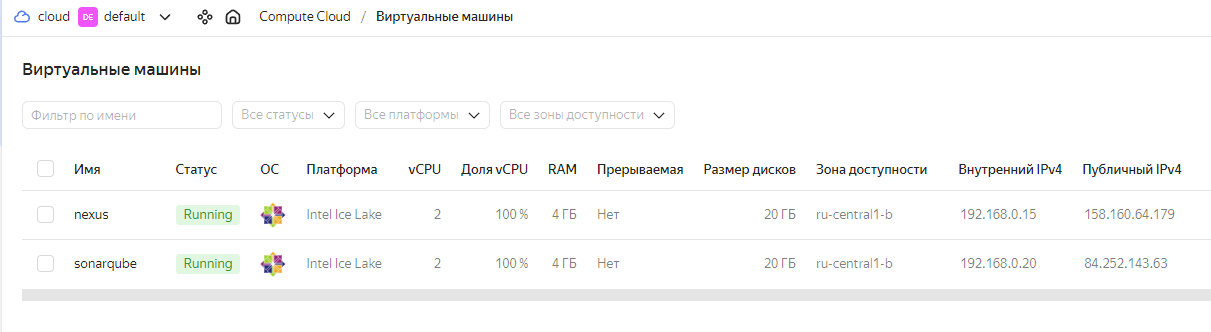 cloud DE default Compute Cloud / Виртуальные машины
Виртуальные машины
Фильтр по имени Все статусы Все платформы Все зоны доступности
Имя Статус ОС Платформа vCPU Доля vCPU RAM Прерываемая Размер дисков Зона доступности Внутренний IPv4 Публичный IPv4
nexus Running Intel Ice Lake 2 100 % 4 ГБ Нет 20 ГБ ru-central1-b 192.168.0.15 158.160.64.179
sonarqube Running Intel Ice Lake 2 100 % 4 ГБ Нет 20 ГБ ru-central1-b 192.168.0.20 84.252.143.63